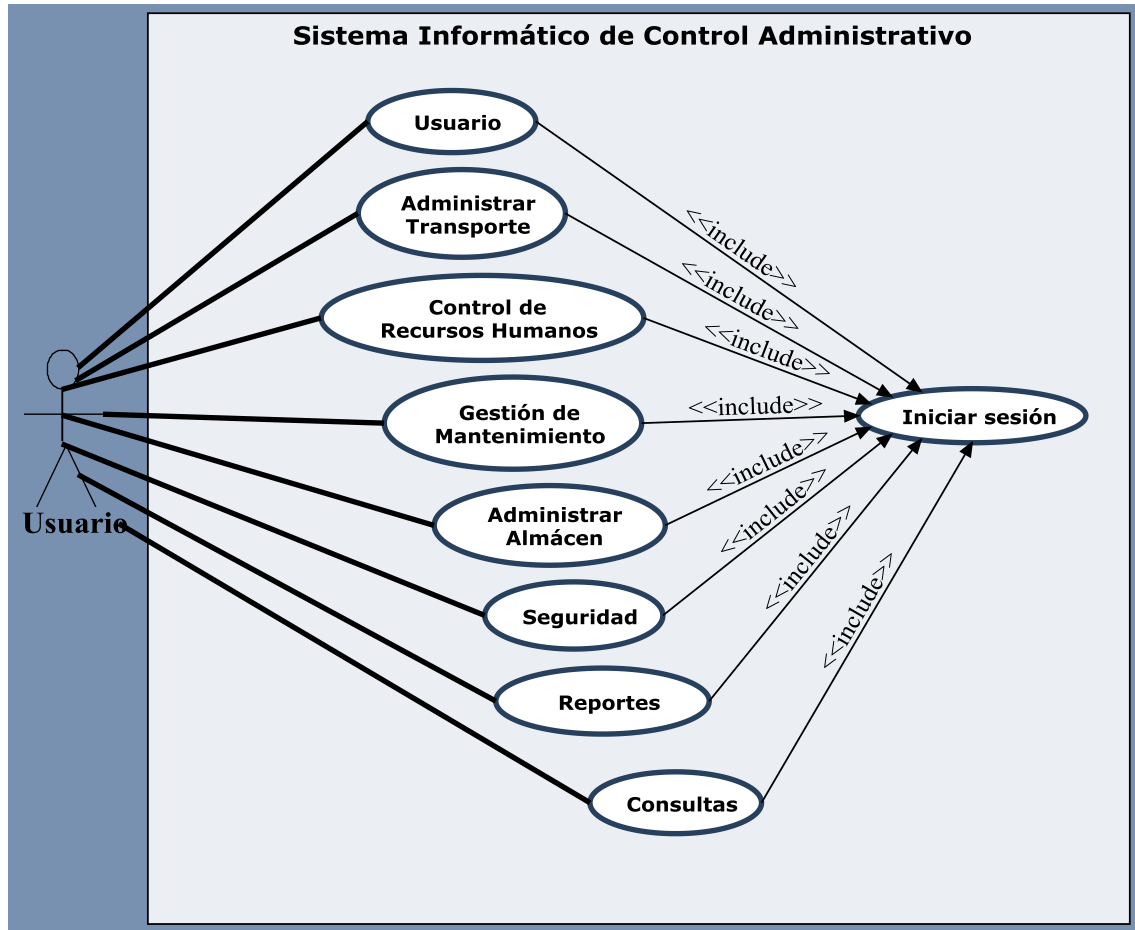 Sistema Informático de Control Administrativo
Usuario
Administrar
Transporte
Control de
Recursos Humanos
Gestión de
Mantenimiento
Administrar
Almácen
Seguridad
Reportes
Consultas
<<include>>
<<include>>
<<include>>
<<include>>
<<include>>
<<include>>
<<include>>
<<include>>
Iniciar sesión
Usuario